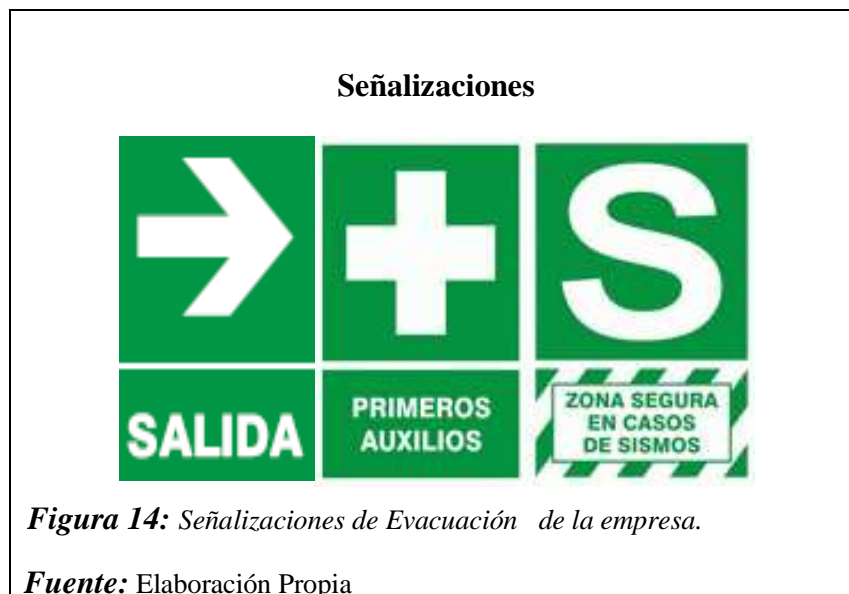 Señalizaciones
S
SALIDA
PRIMEROS
AUXILIOS
ZONA SEGURA
EN CASOS
DE SISMOS
Figura 14: Señalizaciones de Evacuación de la empresa.
Fuente: Elaboración Propia